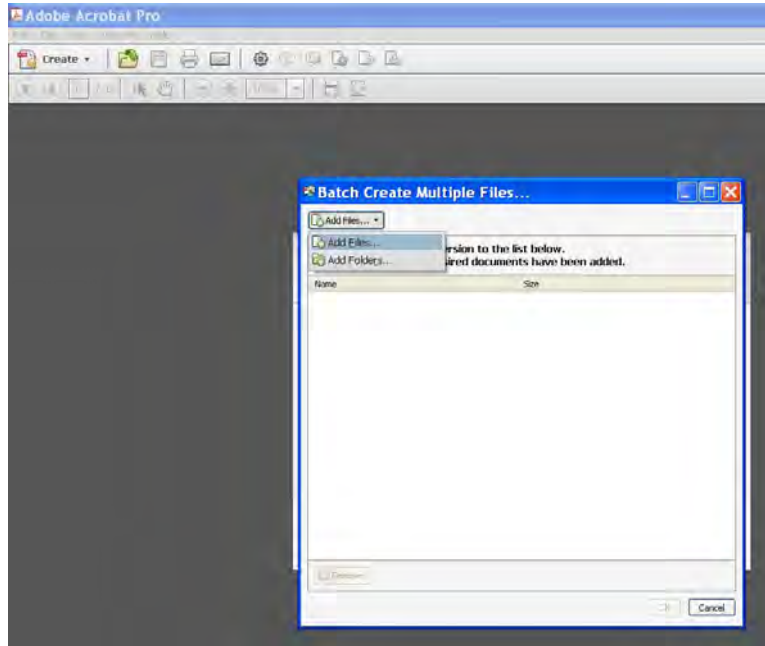 Adobe Acrobat Pro
Create
Batch Create Multiple Files...
Add Files...
Add Files...
Add Folders...
rsion to the list below.
ired documents have been added.
Name Size
Remove
Cancel